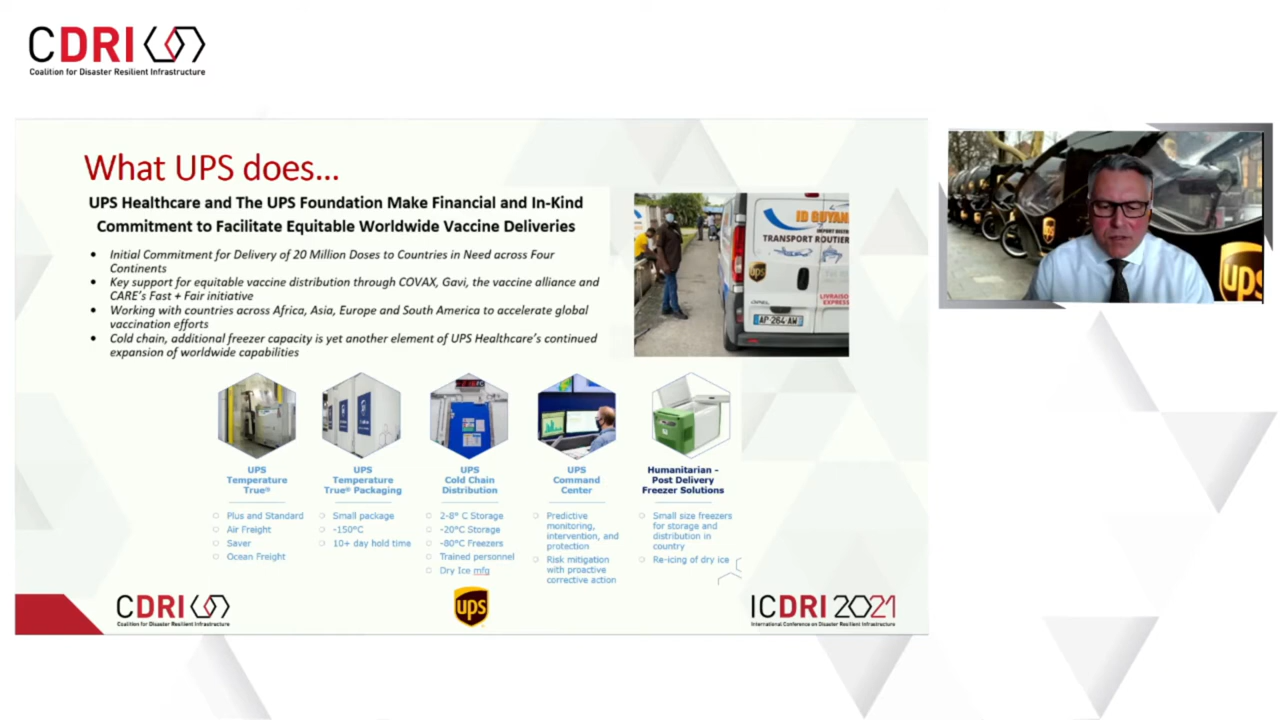 CDRI
Coalition for Disaster Resilient Infrastructure
What UPS does...
UPS Healthcare and The UPS Foundation Make Financial and In-Kind
Commitment to Facilitate Equitable Worldwide Vaccine Deliveries
Initial Commitment for Delivery of 20 Million Doses to Countries in Need across Four
Continents
Key support for equitable vaccine distribution through COVAX, Gavi, the vaccine alliance and
CARE's Fast + Fair initiative
Working with countries across Africa, Asia, Europe and South America to accelerate global
vaccination efforts
Cold chain, additional freezer capacity is yet another element of UPS Healthcare's continued
expansion of worldwide capabilities
TRANSPORT ROUTIER
ups
OPEL
LIVRAISON
EXPRESS
AP-264-AM
ups
UPS
Temperature
True®
Plus and Standard
Air Freight
Saver
Ocean Freight
UPS
Temperature
True® Packaging
Small package
-150°C
10+ day hold time
UPS
Cold Chain
Distribution
2-8° C Storage
-20°C Storage
-80°C Freezers
Trained personnel
Dry Ice mfg
UPS
Command
Center
Predictive
monitoring,
intervention, and
protection
Risk mitigation
with proactive
corrective action
Humanitarian -
Post Delivery
Freezer Solutions
Small size freezers
for storage and
distribution in
country
Re-icing of dry ice
CDRI
Coalition for Disaster Resilient Infrastructure
ups
ICDRI 2021
International Conference on Disaster Resilient Infrastructure